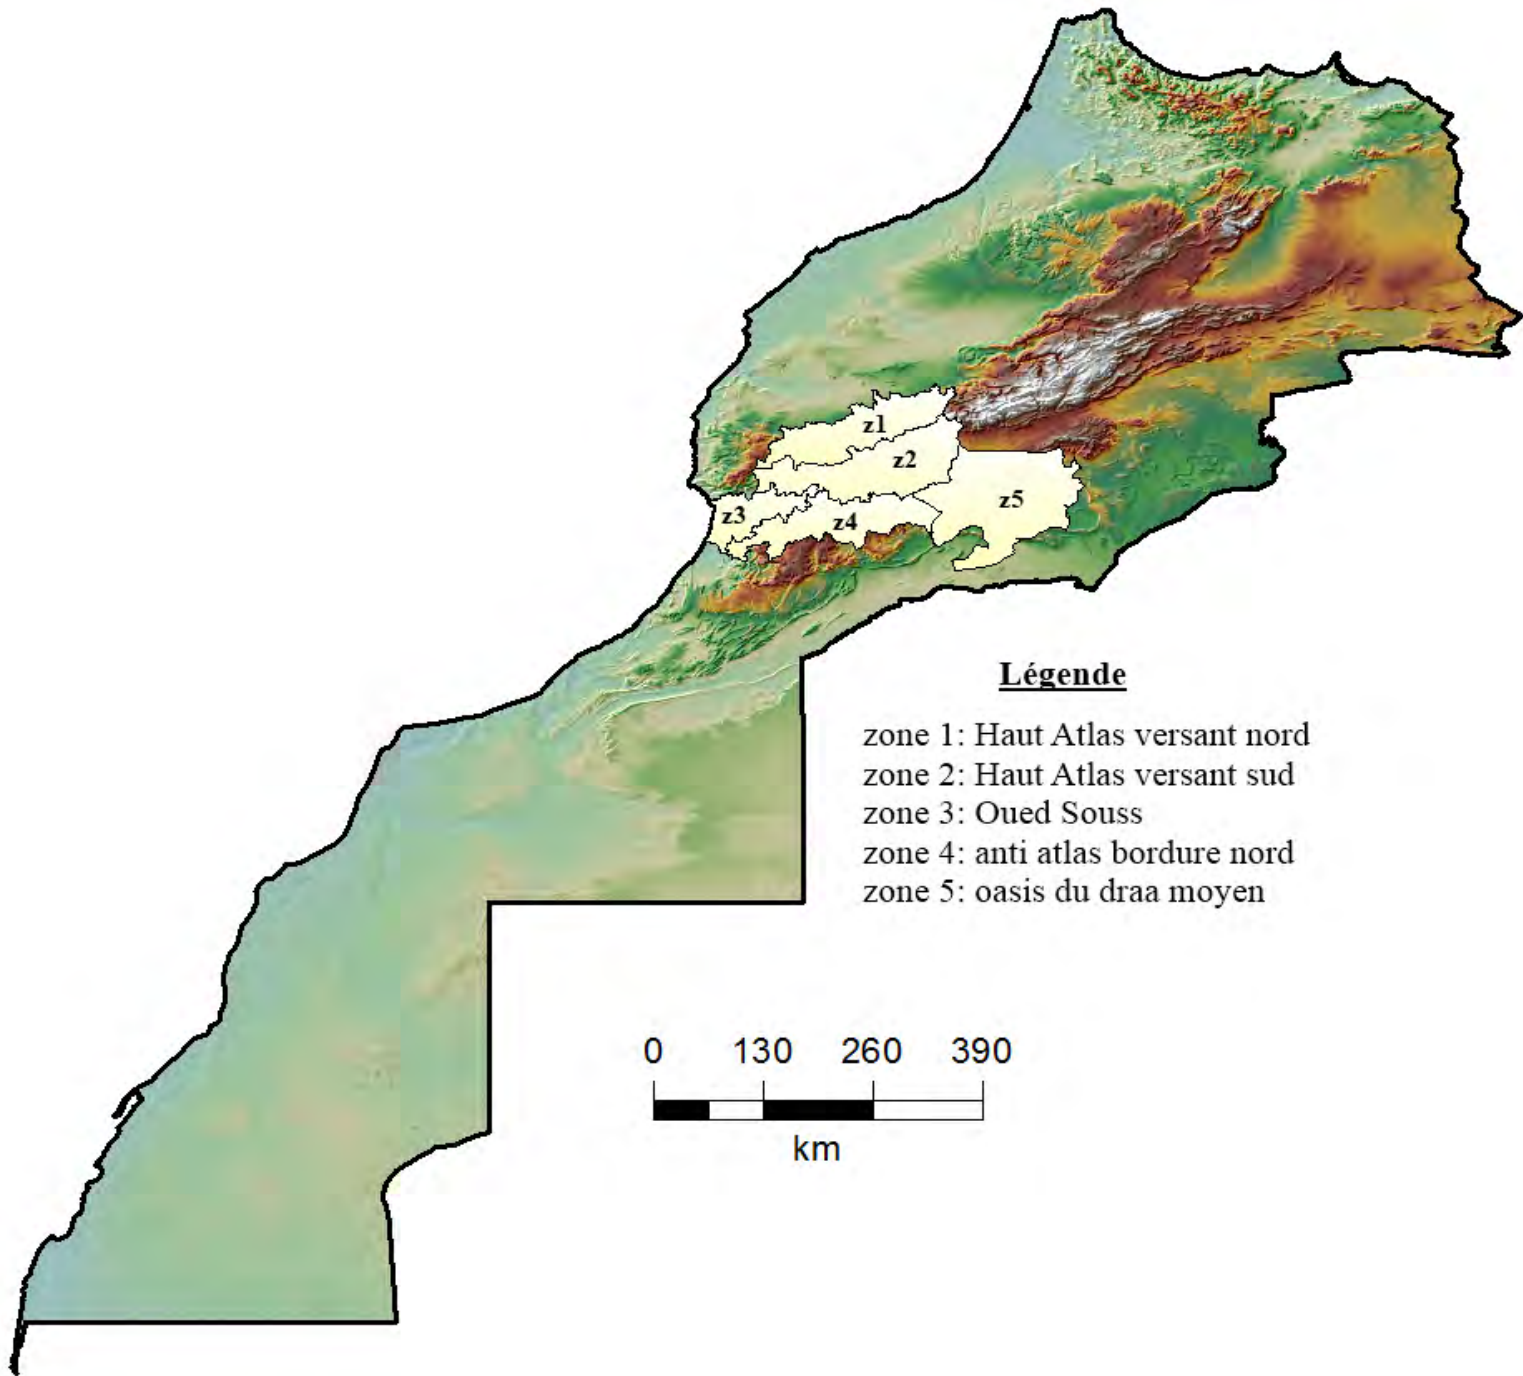 z1
z2
z5
z3
z4
Légende
zone 1: Haut Atlas versant nord
zone 2: Haut Atlas versant sud
zone 3: Oued Souss
zone 4: anti atlas bordure nord
zone 5: oasis du draa moyen
0 130 260 390
km